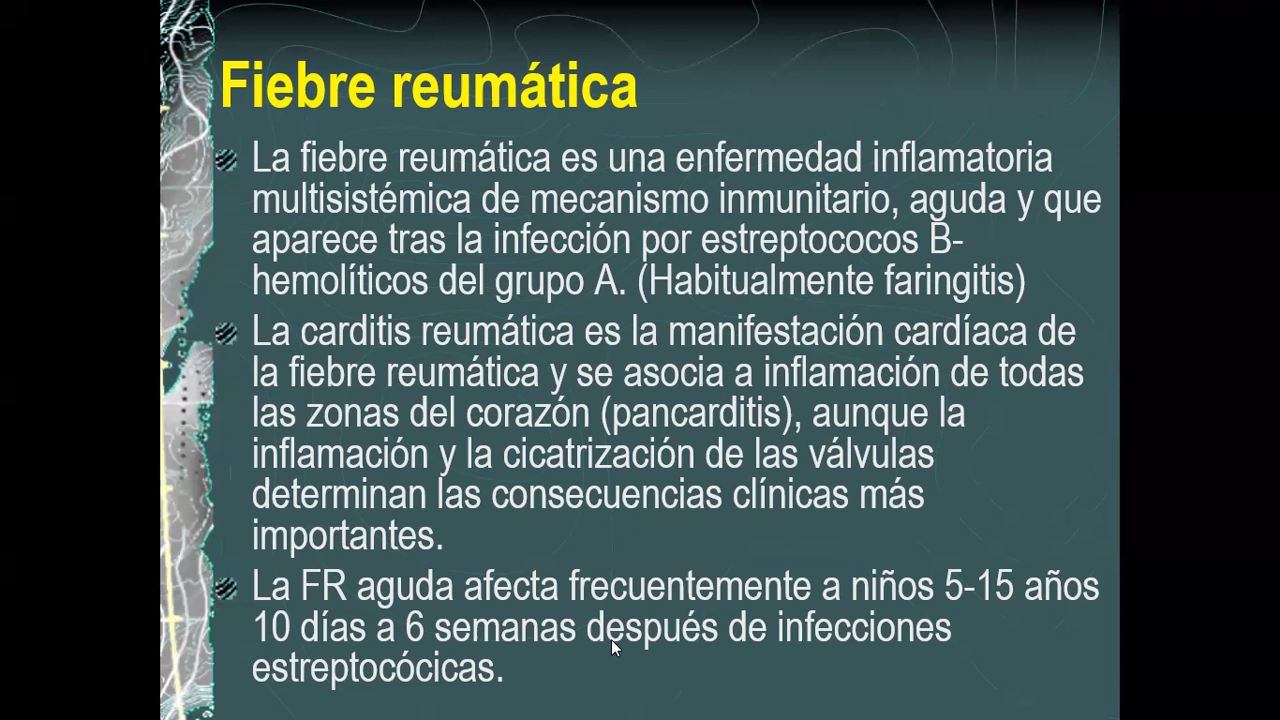 Fiebre reumática
La fiebre reumática es una enfermedad inflamatoria
multisistémica de mecanismo inmunitario, aguda y que
aparece tras la infección por estreptococos B-
hemolíticos del grupo A. (Habitualmente faringitis)
La carditis reumática es la manifestación cardíaca de
la fiebre reumática y se asocia a inflamación de todas
las zonas del corazón (pancarditis), aunque la
inflamación y la cicatrización de las válvulas
determinan las consecuencias clínicas más
importantes.
La FR aguda afecta frecuentemente a niños 5-15 años
10 días a 6 semanas después de infecciones
estreptocócicas.